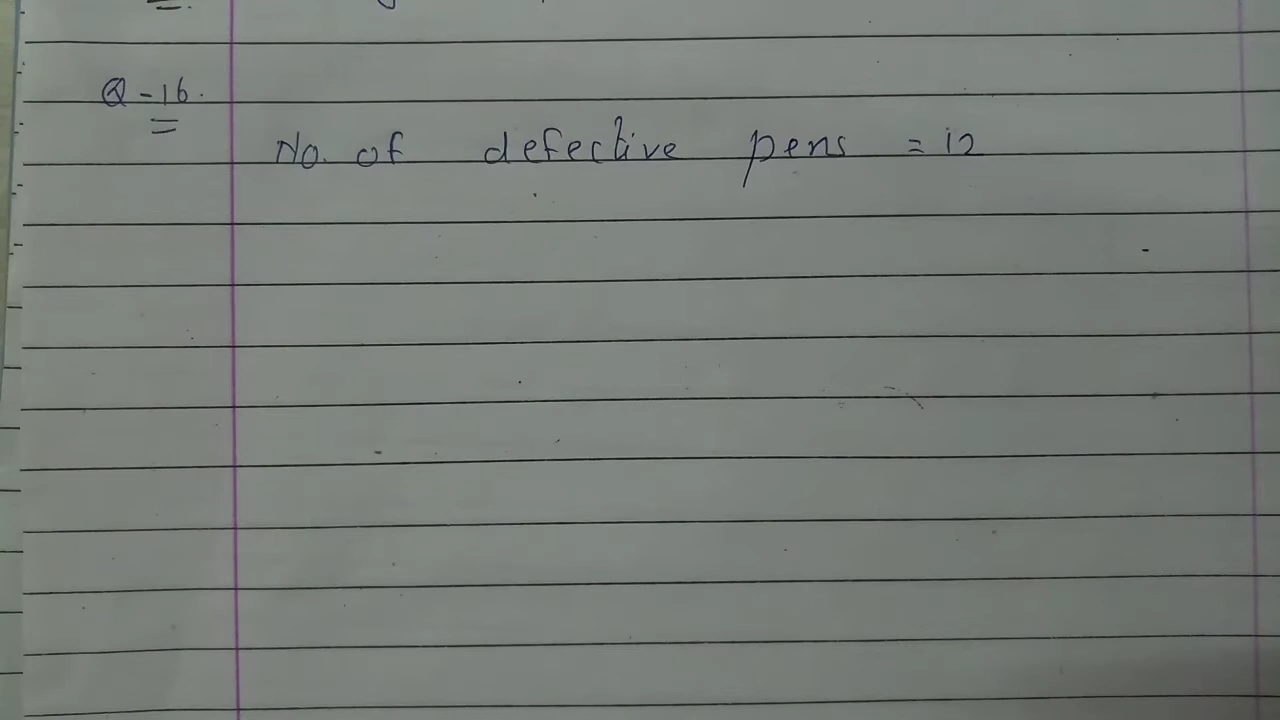 Q-16.
No. of defective pens = 12